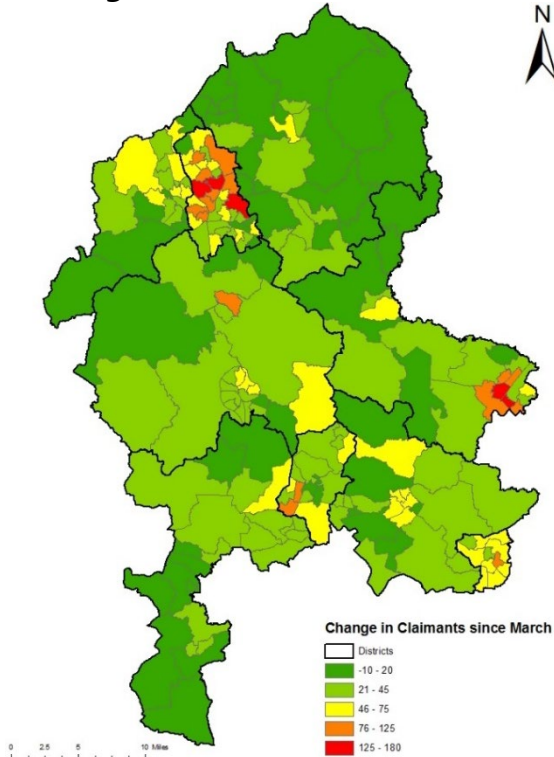 N
Change in Claimants since March
Districts
-10 - 20
21 - 45
46 - 75
76 - 125
125 - 180
0 2.5 5 10 Miles